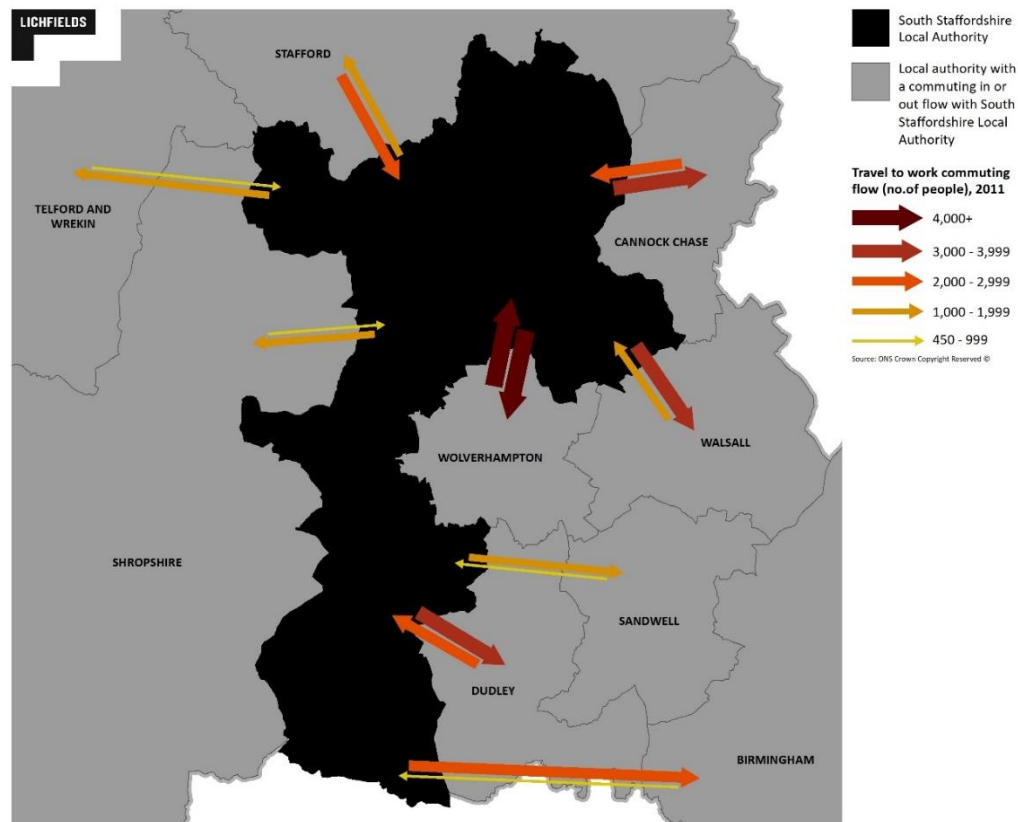 LICHFIELDS
STAFFORD
TELFORD AND
WREKIN
CANNOCK CHASE
WOLVERHAMPTON
WALSALL
SHROPSHIRE
SANDWELL
DUDLEY
BIRMINGHAM
South Staffordshire
Local Authority
Local authority with
a commuting in or
out flow with South
Staffordshire Local
Authority
Travel to work commuting
flow (no.of people), 2011
4,000+
3,000 - 3,999
2,000 - 2,999
1,000 - 1,999
450 - 999
Source: ONS Crown Copyright Reserved ©